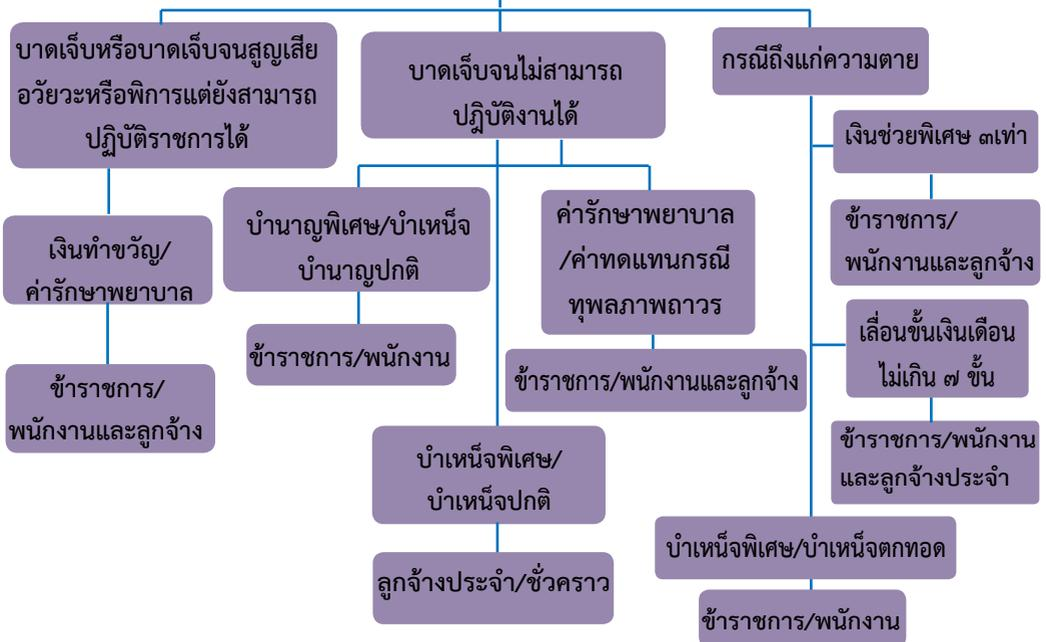 บาดเจ็บหรือบาดเจ็บจนสูญเสีย
อวัยวะหรือพิการแต่ยังสามารถ
ปฏิบัติราชการได้
เงินทำขวัญ/
ค่ารักษาพยาบาล
ข้าราชการ/
พนักงานและลูกจ้าง
บาดเจ็บจนไม่สามารถ
ปฎิบัติงานได้
บำนาญพิเศษ/บำเหน็จ
บำนาญปกติ
ข้าราชการ/พนักงาน
บำเหน็จพิเศษ/
บำเหน็จปกติ
ลูกจ้างประจำ/ชั่วคราว
ค่ารักษาพยาบาล
/ค่าทดแทนกรณี
ทุพลภาพถาวร
ข้าราชการ/พนักงานและลูกจ้าง
กรณีถึงแก่ความตาย
เงินช่วยพิเศษ ๓เท่า
ข้าราชการ/
พนักงานและลูกจ้าง
เลื่อนขั้นเงินเดือน
ไม่เกิน ๗ ขั้น
ข้าราชการ/พนักงาน
และลูกจ้างประจำ
บำเหน็จพิเศษ/บำเหน็จตกทอด
ข้าราชการ/พนักงาน